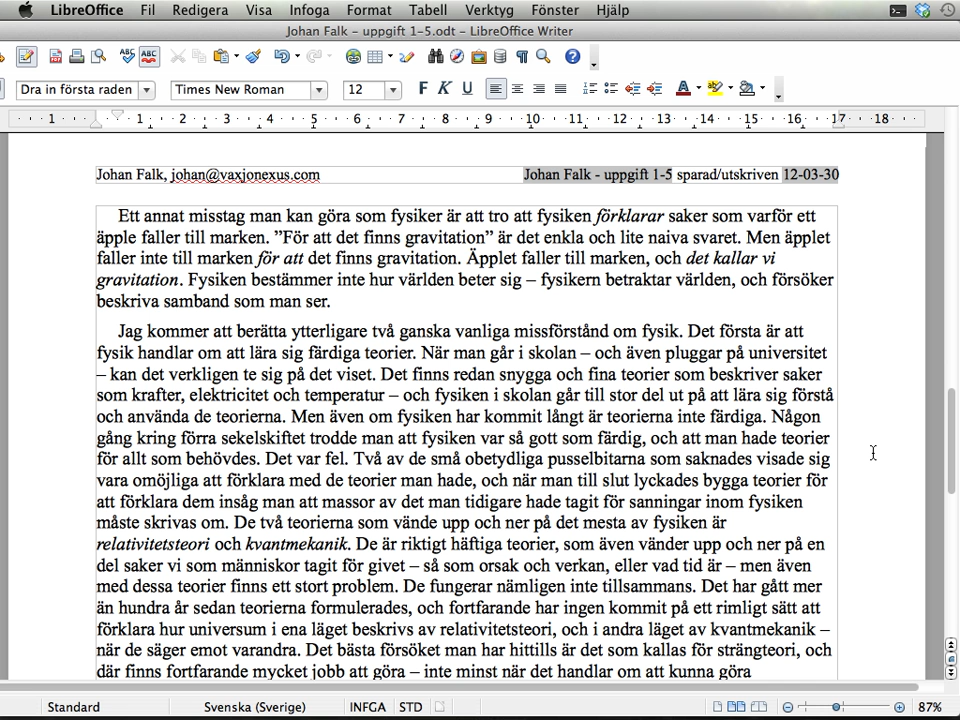 LibreOffice Fil Redigera Visa Infoga Format Tabell Verktyg Fönster Hjälp
Johan Falk – uppgift 1–5.odt – LibreOffice Writer
ABC ABC
Dra in första raden Times New Roman 12 F K U A
1 1 2 3 4 5 6 7 8 9 10 11 12 13 14 15 16 17 18
Johan Falk, johan@vaxjonexus.com Johan Falk - uppgift 1-5 sparad/utskriven 12-03-30
Ett annat misstag man kan göra som fysiker är att tro att fysiken förklarar saker som varför ett
äpple faller till marken. ”För att det finns gravitation” är det enkla och lite naiva svaret. Men äpplet
faller inte till marken för att det finns gravitation. Äpplet faller till marken, och det kallar vi
gravitation. Fysiken bestämmer inte hur världen beter sig – fysikern betraktar världen, och försöker
beskriva samband som man ser.
Jag kommer att berätta ytterligare två ganska vanliga missförstånd om fysik. Det första är att
fysik handlar om att lära sig färdiga teorier. När man går i skolan – och även pluggar på universitet
– kan det verkligen te sig på det viset. Det finns redan snygga och fina teorier som beskriver saker
som krafter, elektricitet och temperatur – och fysiken i skolan går till stor del ut på att lära sig förstå
och använda de teorierna. Men även om fysiken har kommit långt är teorierna inte färdiga. Någon
gång kring förra sekelskiftet trodde man att fysiken var så gott som färdig, och att man hade teorier
för allt som behövdes. Det var fel. Två av de små obetydliga pusselbitarna som saknades visade sig
vara omöjliga att förklara med de teorier man hade, och när man till slut lyckades bygga teorier för
att förklara dem insåg man att massor av det man tidigare hade tagit för sanningar inom fysiken
måste skrivas om. De två teorierna som vände upp och ner på det mesta av fysiken är
relativitetsteori och kvantmekanik. De är riktigt häftiga teorier, som även vänder upp och ner på en
del saker vi som människor tagit för givet – så som orsak och verkan, eller vad tid är – men även
med dessa teorier finns ett stort problem. De fungerar nämligen inte tillsammans. Det har gått mer
än hundra år sedan teorierna formulerades, och fortfarande har ingen kommit på ett rimligt sätt att
förklara hur universum i ena läget beskrivs av relativitetsteori, och i andra läget av kvantmekanik –
när de säger emot varandra. Det bästa försöket man har hittills är det som kallas för strängteori, och
där finns fortfarande mycket jobb att göra – inte minst när det handlar om att kunna göra
Standard Svenska (Sverige) INFGA STD 87%